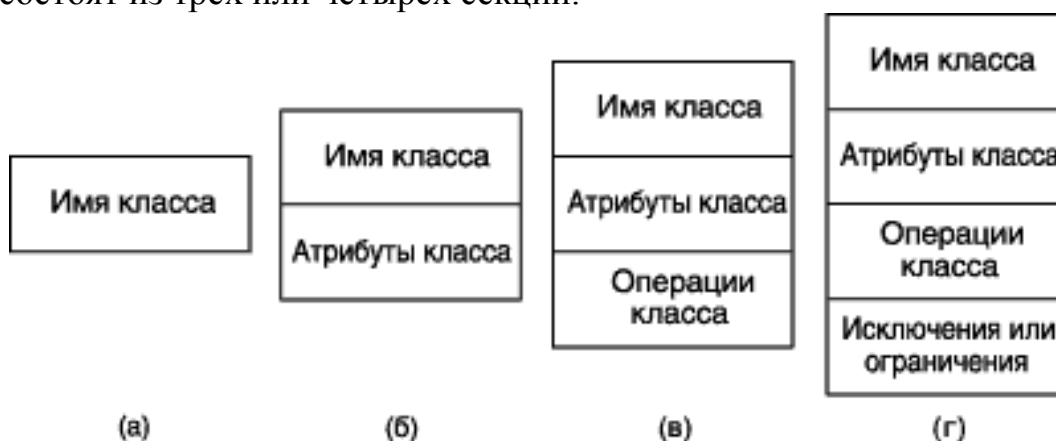 состоят из трех или четырех секций.
Имя класса
(а)
Имя класса
Атрибуты класса
(б)
Имя класса
Атрибуты класса
Операции
класса
(в)
Имя класса
Атрибуты класса
Операции
класса
Исключения или
ограничения
(г)